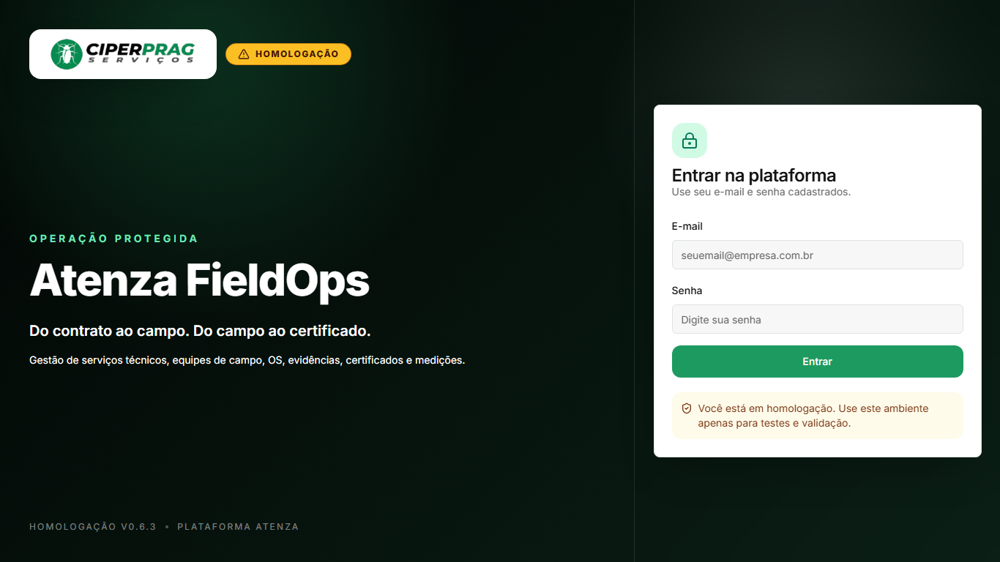 CIPERPRAG
SERVIÇOS
HOMOLOGAÇÃO
OPERAÇÃO PROTEGIDA
Atenza FieldOps
Do contrato ao campo. Do campo ao certificado.
Gestão de serviços técnicos, equipes de campo, OS, evidências, certificados e medições.
HOMOLOGAÇÃO V0.6.3 • PLATAFORMA ATENZA
Entrar na plataforma
Use seu e-mail e senha cadastrados.
E-mail
seuemail@empresa.com.br
Senha
Digite sua senha
Entrar
Você está em homologação. Use este ambiente
apenas para testes e validação.